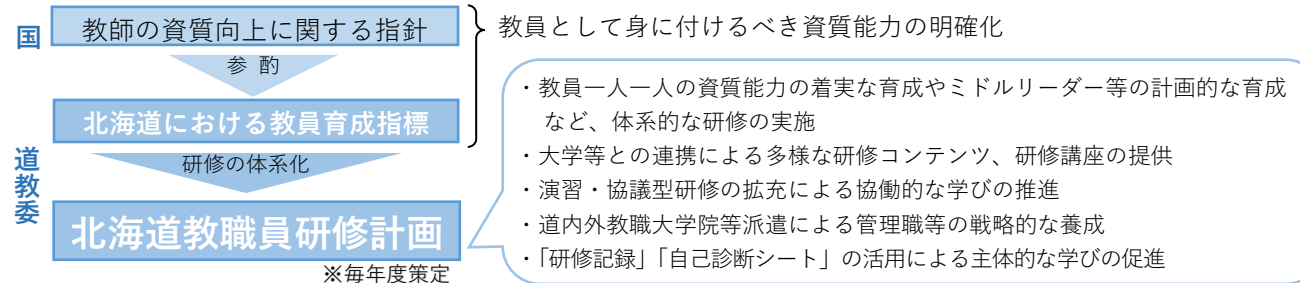 国
教師の資質向上に関する指針
教員として身に付けるべき資質能力の明確化
参 酌
北海道における教員育成指標
道教委
研修の体系化
北海道教職員研修計画
※毎年度策定
・教員一人一人の資質能力の着実な育成やミドルリーダー等の計画的な育成
など、体系的な研修の実施
・大学等との連携による多様な研修コンテンツ、研修講座の提供
・演習・協議型研修の拡充による協働的な学びの推進
・道内外教職大学院等派遣による管理職等の戦略的な養成
・「研修記録」「自己診断シート」の活用による主体的な学びの促進